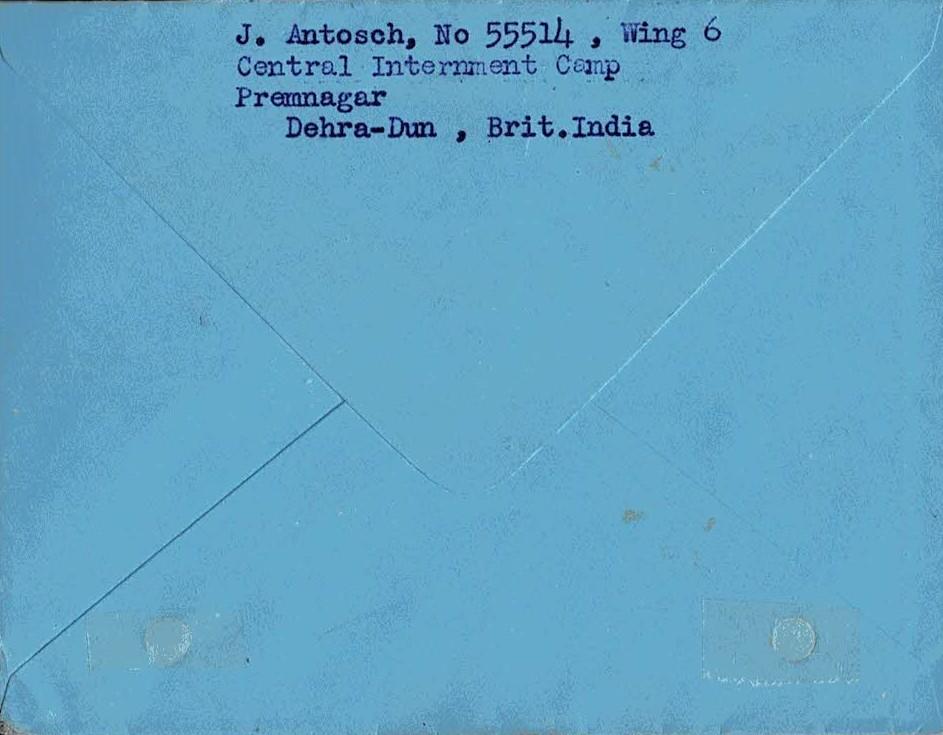 J. Antosch, No 55514 , Wing 6
Central Internment Camp
Premnagar
Dehra-Dun , Brit.India